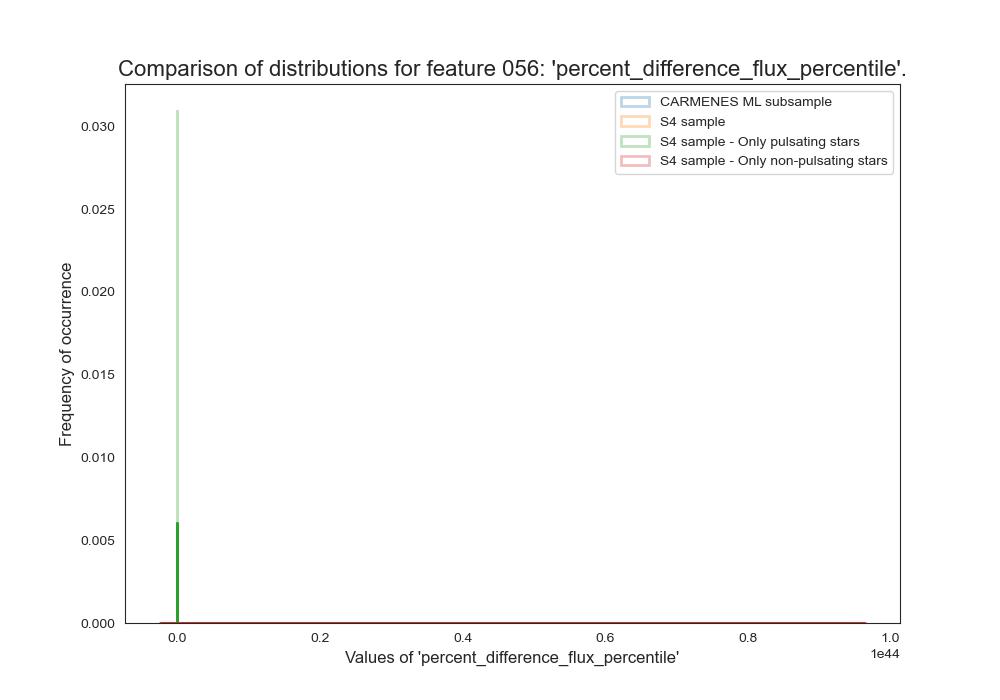 Comparison of distributions for feature 056: 'percent_difference_flux_percentile'.
CARMENES ML subsample
S4 sample
S4 sample - Only pulsating stars
S4 sample - Only non-pulsating stars
Frequency of occurrence
0.030
0.025
0.020
0.015
0.010
0.005
0.000
0.0 0.2 0.4 0.6 0.8 1.0
1e44
Values of 'percent_difference_flux_percentile'